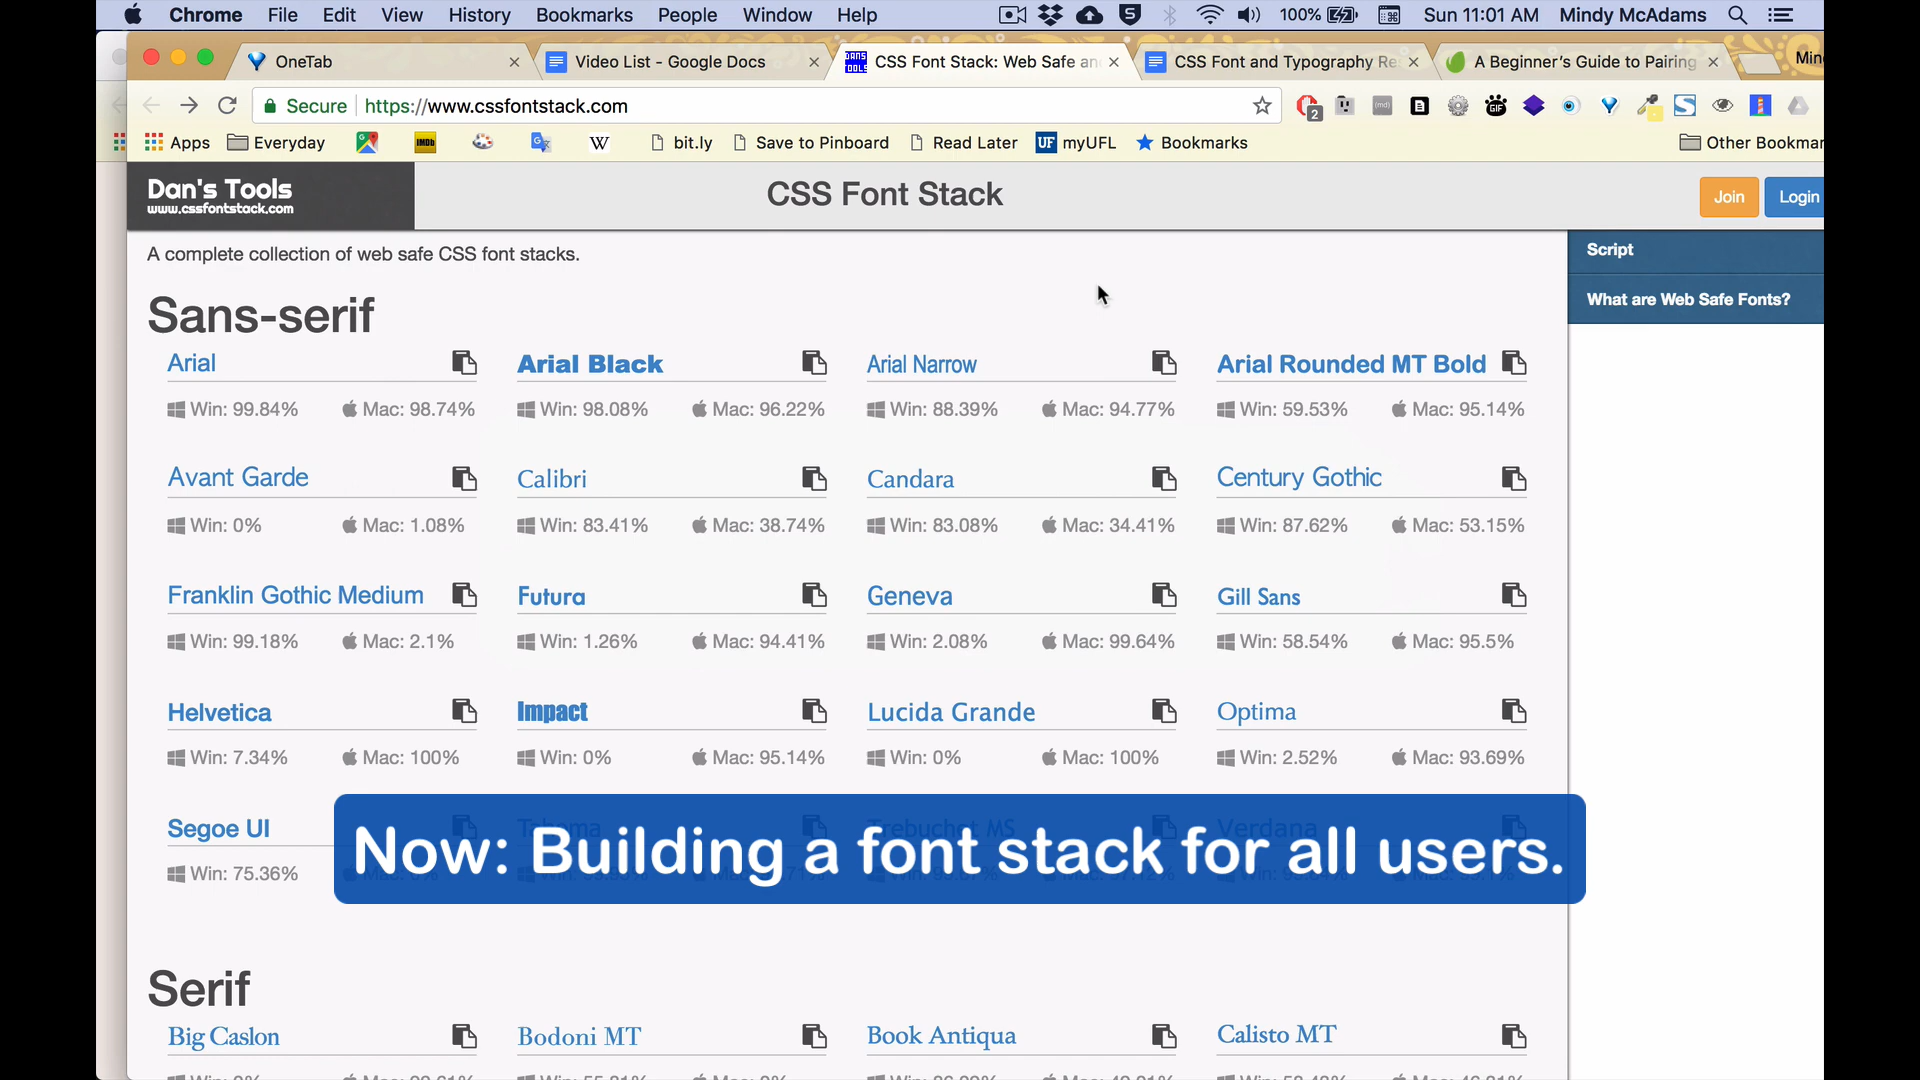 Chrome File Edit View History Bookmarks People Window Help 100% Sun 11:01 AM Mindy McAdams
OneTab Video List - Google Docs CSS Font Stack: Web Safe an CSS Font and Typography Re A Beginner's Guide to Pairing Min
Secure https://www.cssfontstack.com
Apps Everyday IMDb W bit.ly Save to Pinboard Read Later UF myUFL Bookmarks Other Bookmar
Dan's Tools
www.cssfontstack.com
CSS Font Stack
Join Login
A complete collection of web safe CSS font stacks.
Script
What are Web Safe Fonts?
Sans-serif
Arial Arial Black Arial Narrow Arial Rounded MT Bold
Win: 99.84% Mac: 98.74% Win: 98.08% Mac: 96.22% Win: 88.39% Mac: 94.77% Win: 59.53% Mac: 95.14%
Avant Garde Calibri Candara Century Gothic
Win: 0% Mac: 1.08% Win: 83.41% Mac: 38.74% Win: 83.08% Mac: 34.41% Win: 87.62% Mac: 53.15%
Franklin Gothic Medium Futura Geneva Gill Sans
Win: 99.18% Mac: 2.1% Win: 1.26% Mac: 94.41% Win: 2.08% Mac: 99.64% Win: 58.54% Mac: 95.5%
Helvetica Impact Lucida Grande Optima
Win: 7.34% Mac: 100% Win: 0% Mac: 95.14% Win: 0% Mac: 100% Win: 2.52% Mac: 93.69%
Segoe UI Tahoma Trebuchet MS Verdana
Win: 75.36%
Now: Building a font stack for all users.
Serif
Big Caslon Bodoni MT Book Antiqua Calisto MT